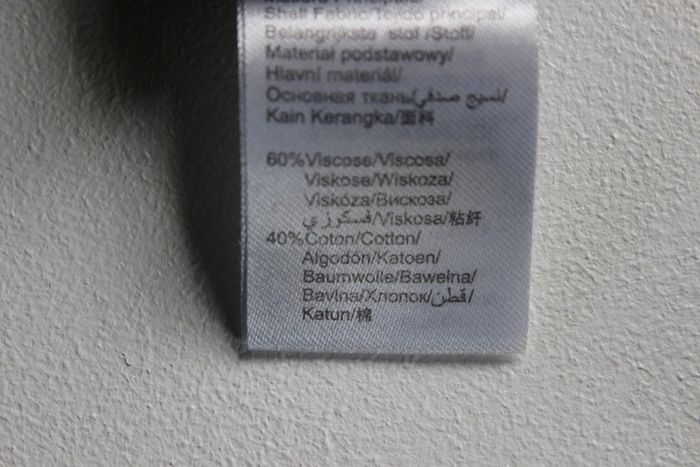 Shell Fabric/Tejido principal/
Belangrijkste stof /Stoff/
Materiał podstawowy/
Hlavní materiál/
Основная ткань/نسيج صدفي/
Kain Kerangka/面料
60%Viscose/Viscosa/
Viskose/Wiskoza/
Viskóza/Вискоза/
فسكوزي/Viskosa/粘纤
40%Coton/Cotton/
Algodón/Katoen/
Baumwolle/Bawełna/
Bavlna/Хлопок/قطن/
Katun/棉